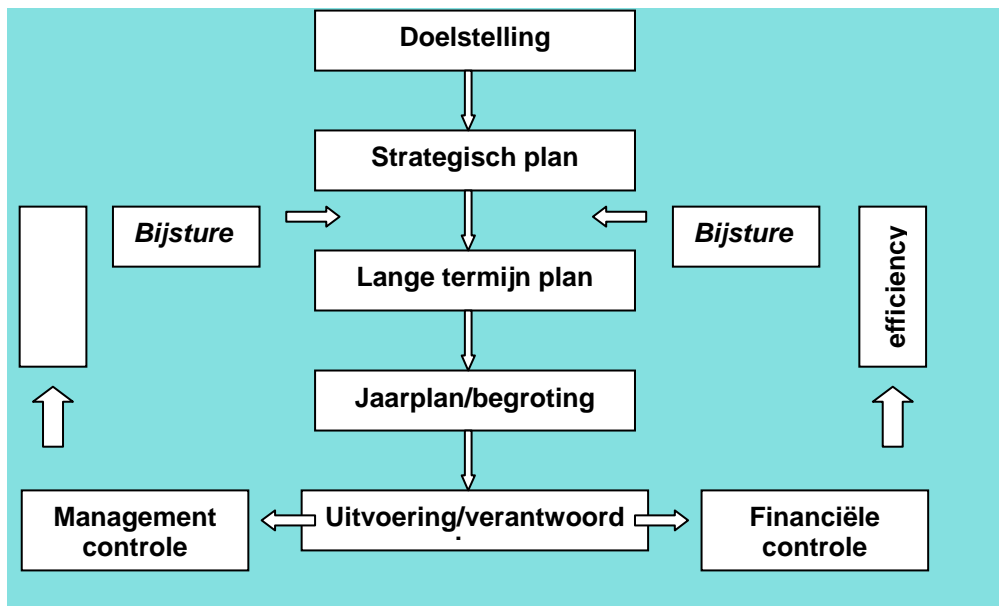 Doelstelling
Strategisch plan
Bijsture
Bijsture
efficiency
Lange termijn plan
Jaarplan/begroting
Management
controle
Uitvoering/verantwoord
Financiële
controle